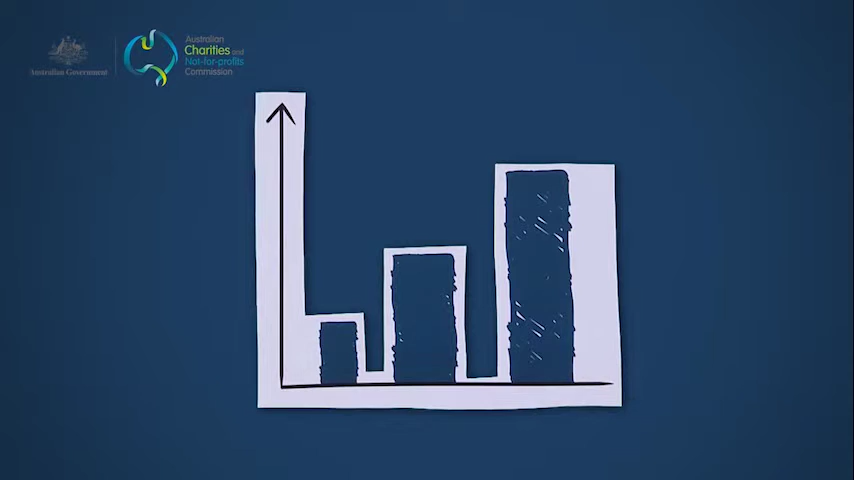 Australian Government
Australian
Charities and
Not-for-profits
Commission